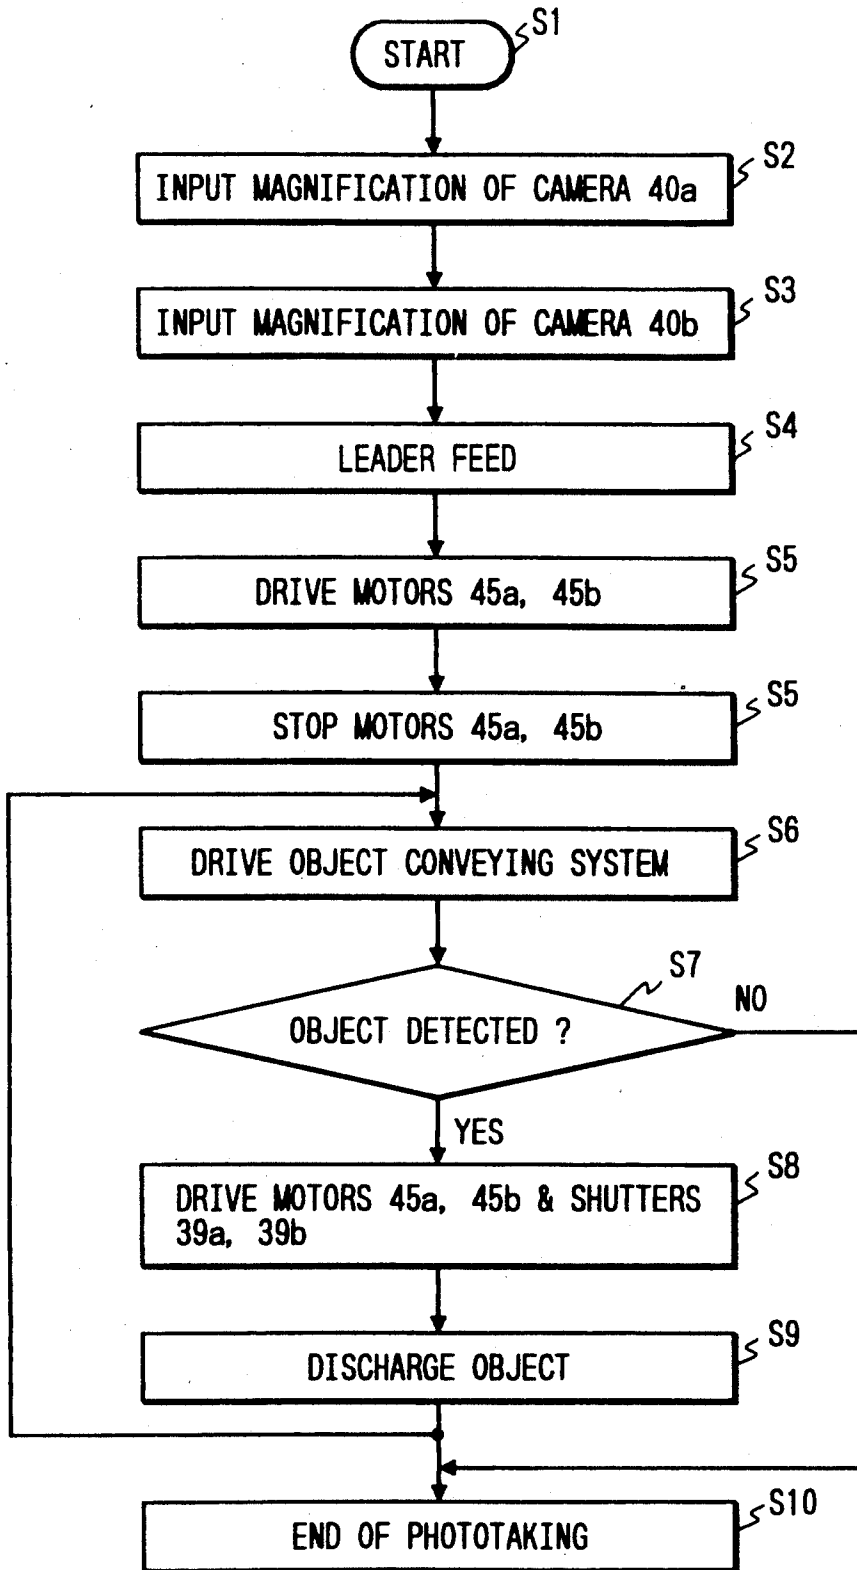 START
S1
INPUT MAGNIFICATION OF CAMERA 40a
S2
INPUT MAGNIFICATION OF CAMERA 40b
S3
LEADER FEED
S4
DRIVE MOTORS 45a, 45b
S5
STOP MOTORS 45a, 45b
S5
DRIVE OBJECT CONVEYING SYSTEM
S6
OBJECT DETECTED ?
S7
NO
YES
DRIVE MOTORS 45a, 45b & SHUTTERS
39a, 39b
S8
DISCHARGE OBJECT
S9
END OF PHOTOTAKING
S10